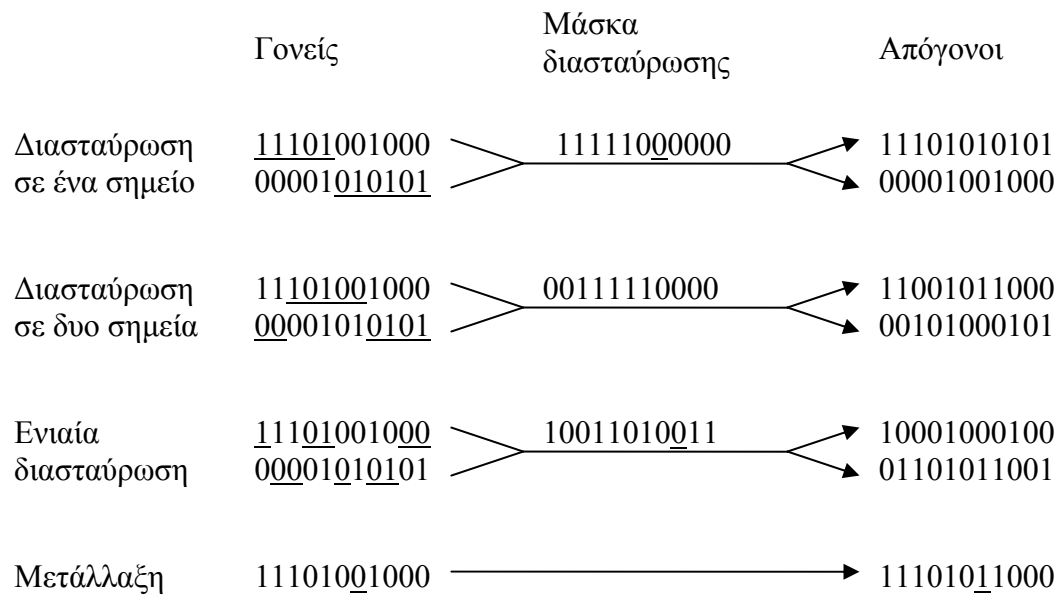 Γονείς Μάσκα διασταύρωσης Απόγονοι
Διασταύρωση 11101001000 11111000000 11101010101
σε ένα σημείο 00001010101 00001001000
Διασταύρωση 11101001000 00111110000 11001011000
σε δυο σημεία 00001010101 00101000101
Ενιαία 11101001000 10011010011 10001000100
διασταύρωση 00001010101 01101011001
Μετάλλαξη 11101001000 11101011000